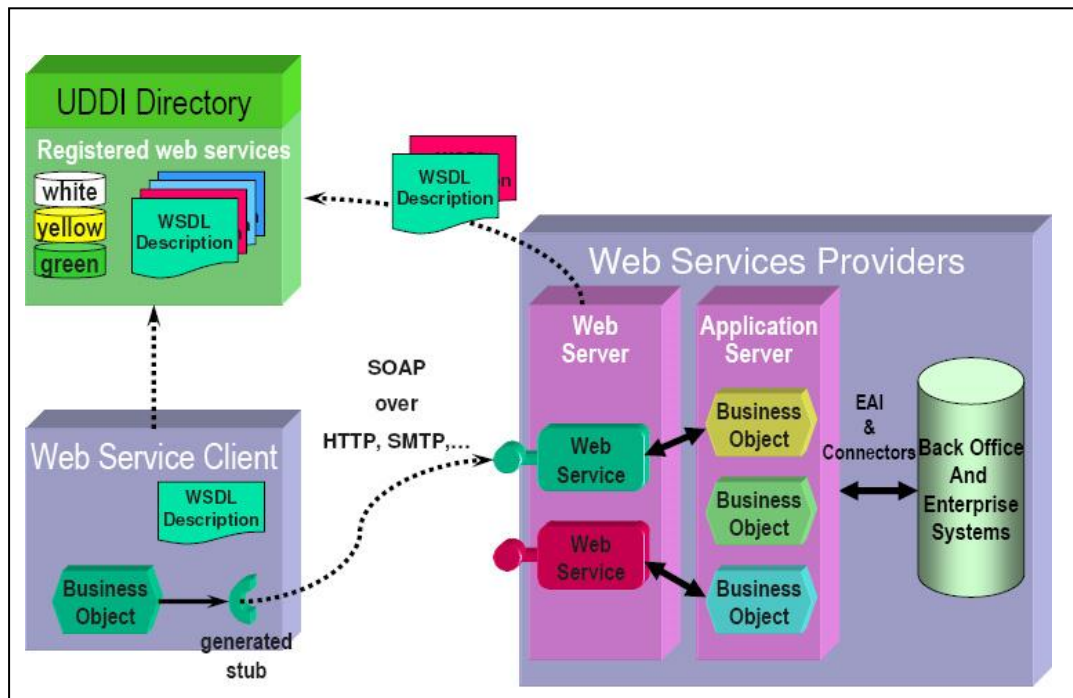 UDDI Directory
Registered web services
white
yellow
green
WSDL
Description
WSDL
Description
Web Services Providers
Web
Server
Application
Server
SOAP
over
HTTP, SMTP,...
Web
Service
Web
Service
Business
Object
Business
Object
Business
Object
EAI
&
Connectors
Back Office
And
Enterprise
Systems
Web Service Client
WSDL
Description
Business
Object
generated
stub